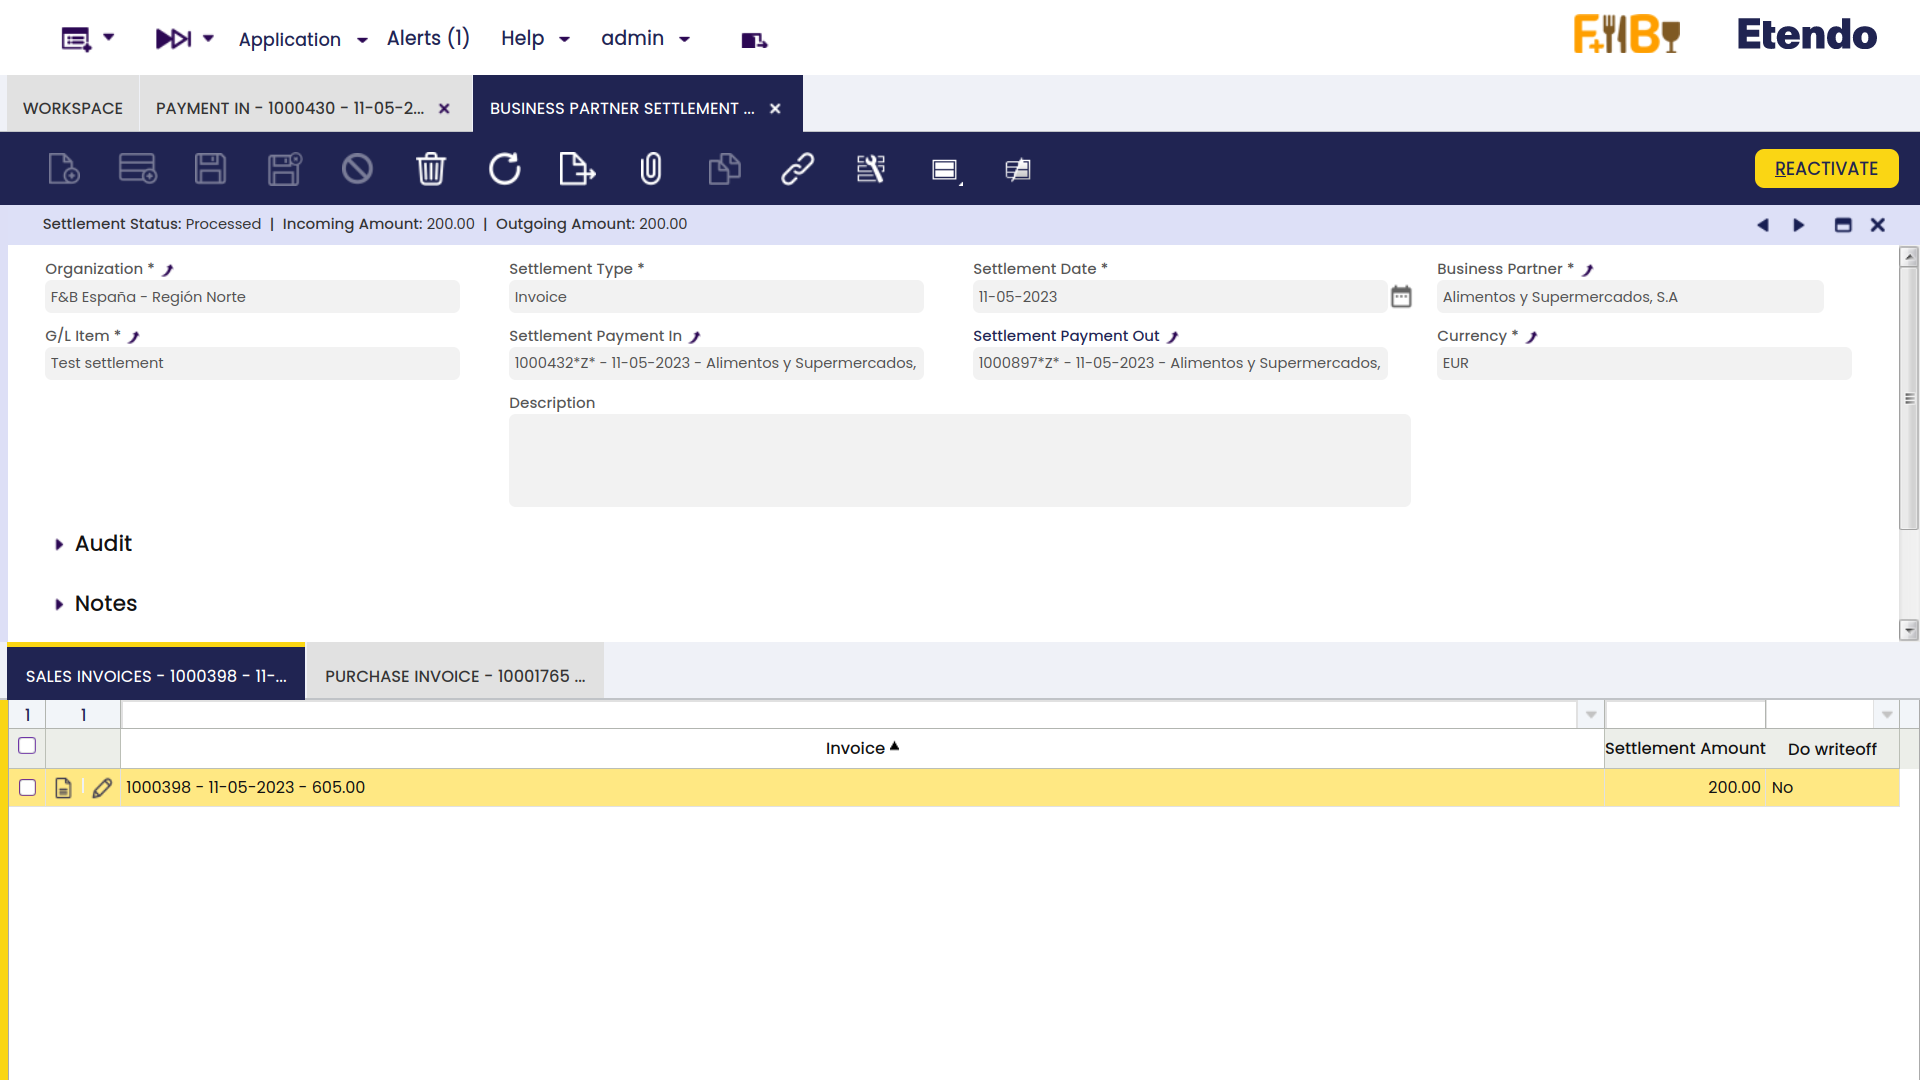 Application Alerts (1) Help admin F+B Etendo
WORKSPACE PAYMENT IN - 1000430 - 11-05-2... BUSINESS PARTNER SETTLEMENT ...
REACTIVATE
Settlement Status: Processed | Incoming Amount: 200.00 | Outgoing Amount: 200.00
Organization * Settlement Type * Settlement Date * Business Partner *
F&B España - Región Norte Invoice 11-05-2023 Alimentos y Supermercados, S.A
G/L Item * Settlement Payment In Settlement Payment Out Currency *
Test settlement 1000432*Z* - 11-05-2023 - Alimentos y Supermercados, 1000897*Z* - 11-05-2023 - Alimentos y Supermercados, EUR
Description
Audit
Notes
SALES INVOICES - 1000398 - 11-... PURCHASE INVOICE - 10001765 ...
1 1
Invoice Settlement Amount Do writeoff
1000398 - 11-05-2023 - 605.00 200.00 No